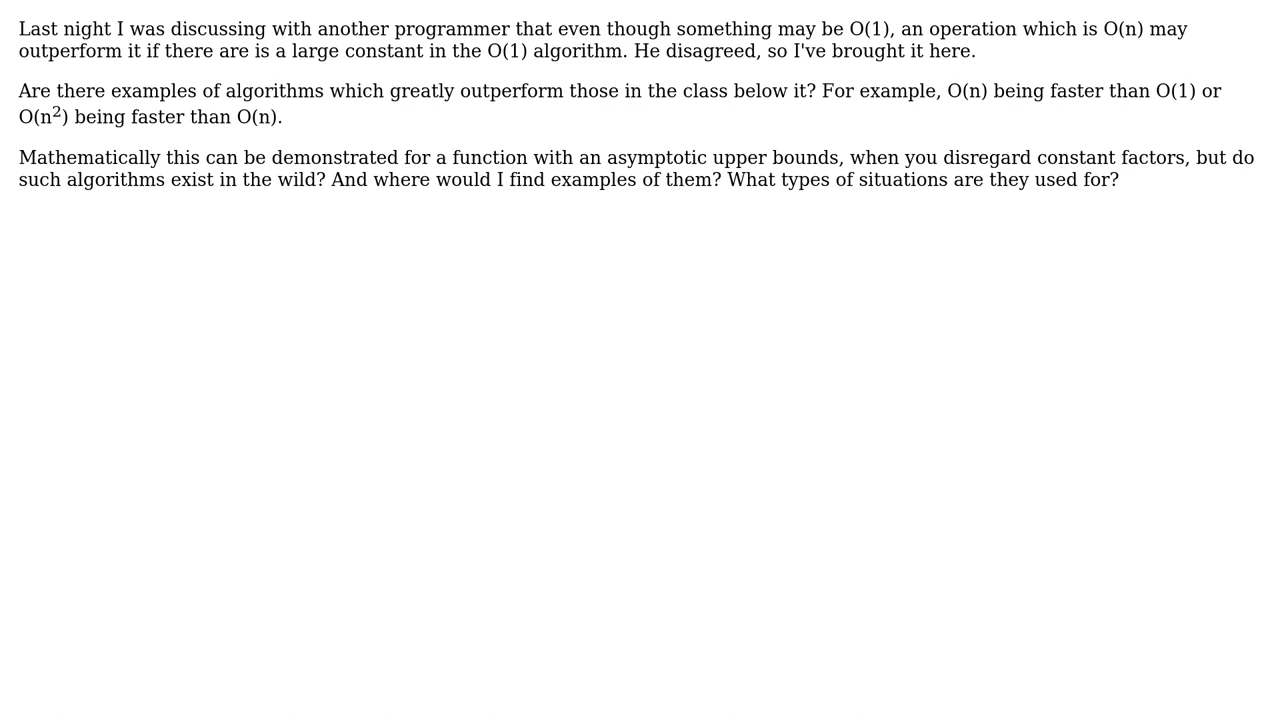 Last night I was discussing with another programmer that even though something may be O(1), an operation which is O(n) may
outperform it if there are is a large constant in the O(1) algorithm. He disagreed, so I've brought it here.
Are there examples of algorithms which greatly outperform those in the class below it? For example, O(n) being faster than O(1) or
O(n²) being faster than O(n).
Mathematically this can be demonstrated for a function with an asymptotic upper bounds, when you disregard constant factors, but do
such algorithms exist in the wild? And where would I find examples of them? What types of situations are they used for?